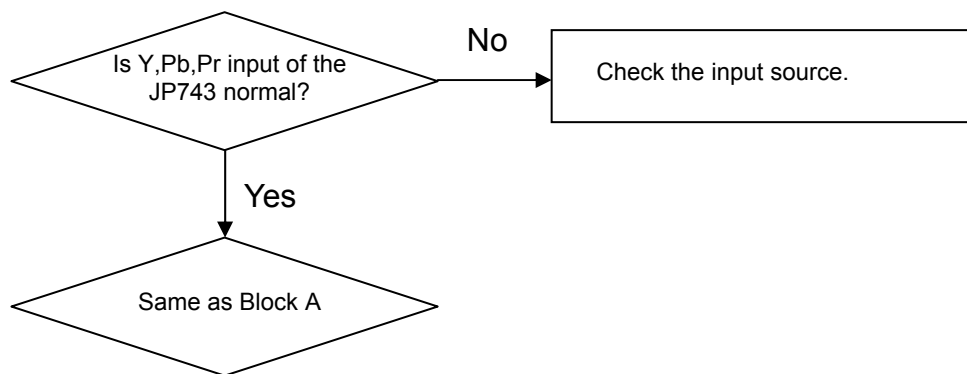 Is Y,Pb,Pr input of the
JP743 normal?
No
Check the input source.
Yes
Same as Block A